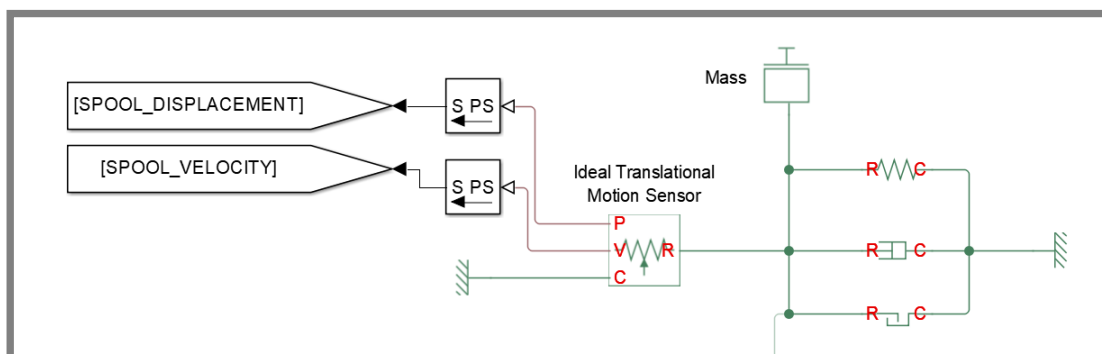 Mass
[SPOOL_DISPLACEMENT]
S PS
[SPOOL_VELOCITY]
S PS
Ideal Translational
Motion Sensor
R C
P
V R
C
R C
R C